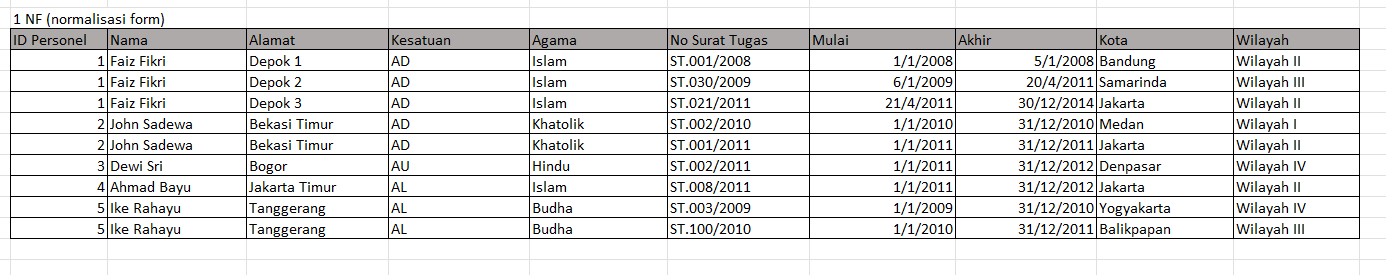 1 NF (normalisasi form)
ID Personel Nama Alamat Kesatuan Agama No Surat Tugas Mulai Akhir Kota Wilayah
1 Faiz Fikri Depok 1 AD Islam ST.001/2008 1/1/2008 5/1/2008 Bandung Wilayah II
1 Faiz Fikri Depok 2 AD Islam ST.030/2009 6/1/2009 20/4/2011 Samarinda Wilayah III
1 Faiz Fikri Depok 3 AD Islam ST.021/2011 21/4/2011 30/12/2014 Jakarta Wilayah II
2 John Sadewa Bekasi Timur AD Khatolik ST.002/2010 1/1/2010 31/12/2010 Medan Wilayah I
2 John Sadewa Bekasi Timur AD Khatolik ST.001/2011 1/1/2011 31/12/2011 Jakarta Wilayah II
3 Dewi Sri Bogor AU Hindu ST.002/2011 1/1/2011 31/12/2012 Denpasar Wilayah IV
4 Ahmad Bayu Jakarta Timur AL Islam ST.008/2011 1/1/2011 31/12/2012 Jakarta Wilayah II
5 Ike Rahayu Tanggerang AL Budha ST.003/2009 1/1/2009 31/12/2010 Yogyakarta Wilayah IV
5 Ike Rahayu Tanggerang AL Budha ST.100/2010 1/1/2010 31/12/2011 Balikpapan Wilayah III